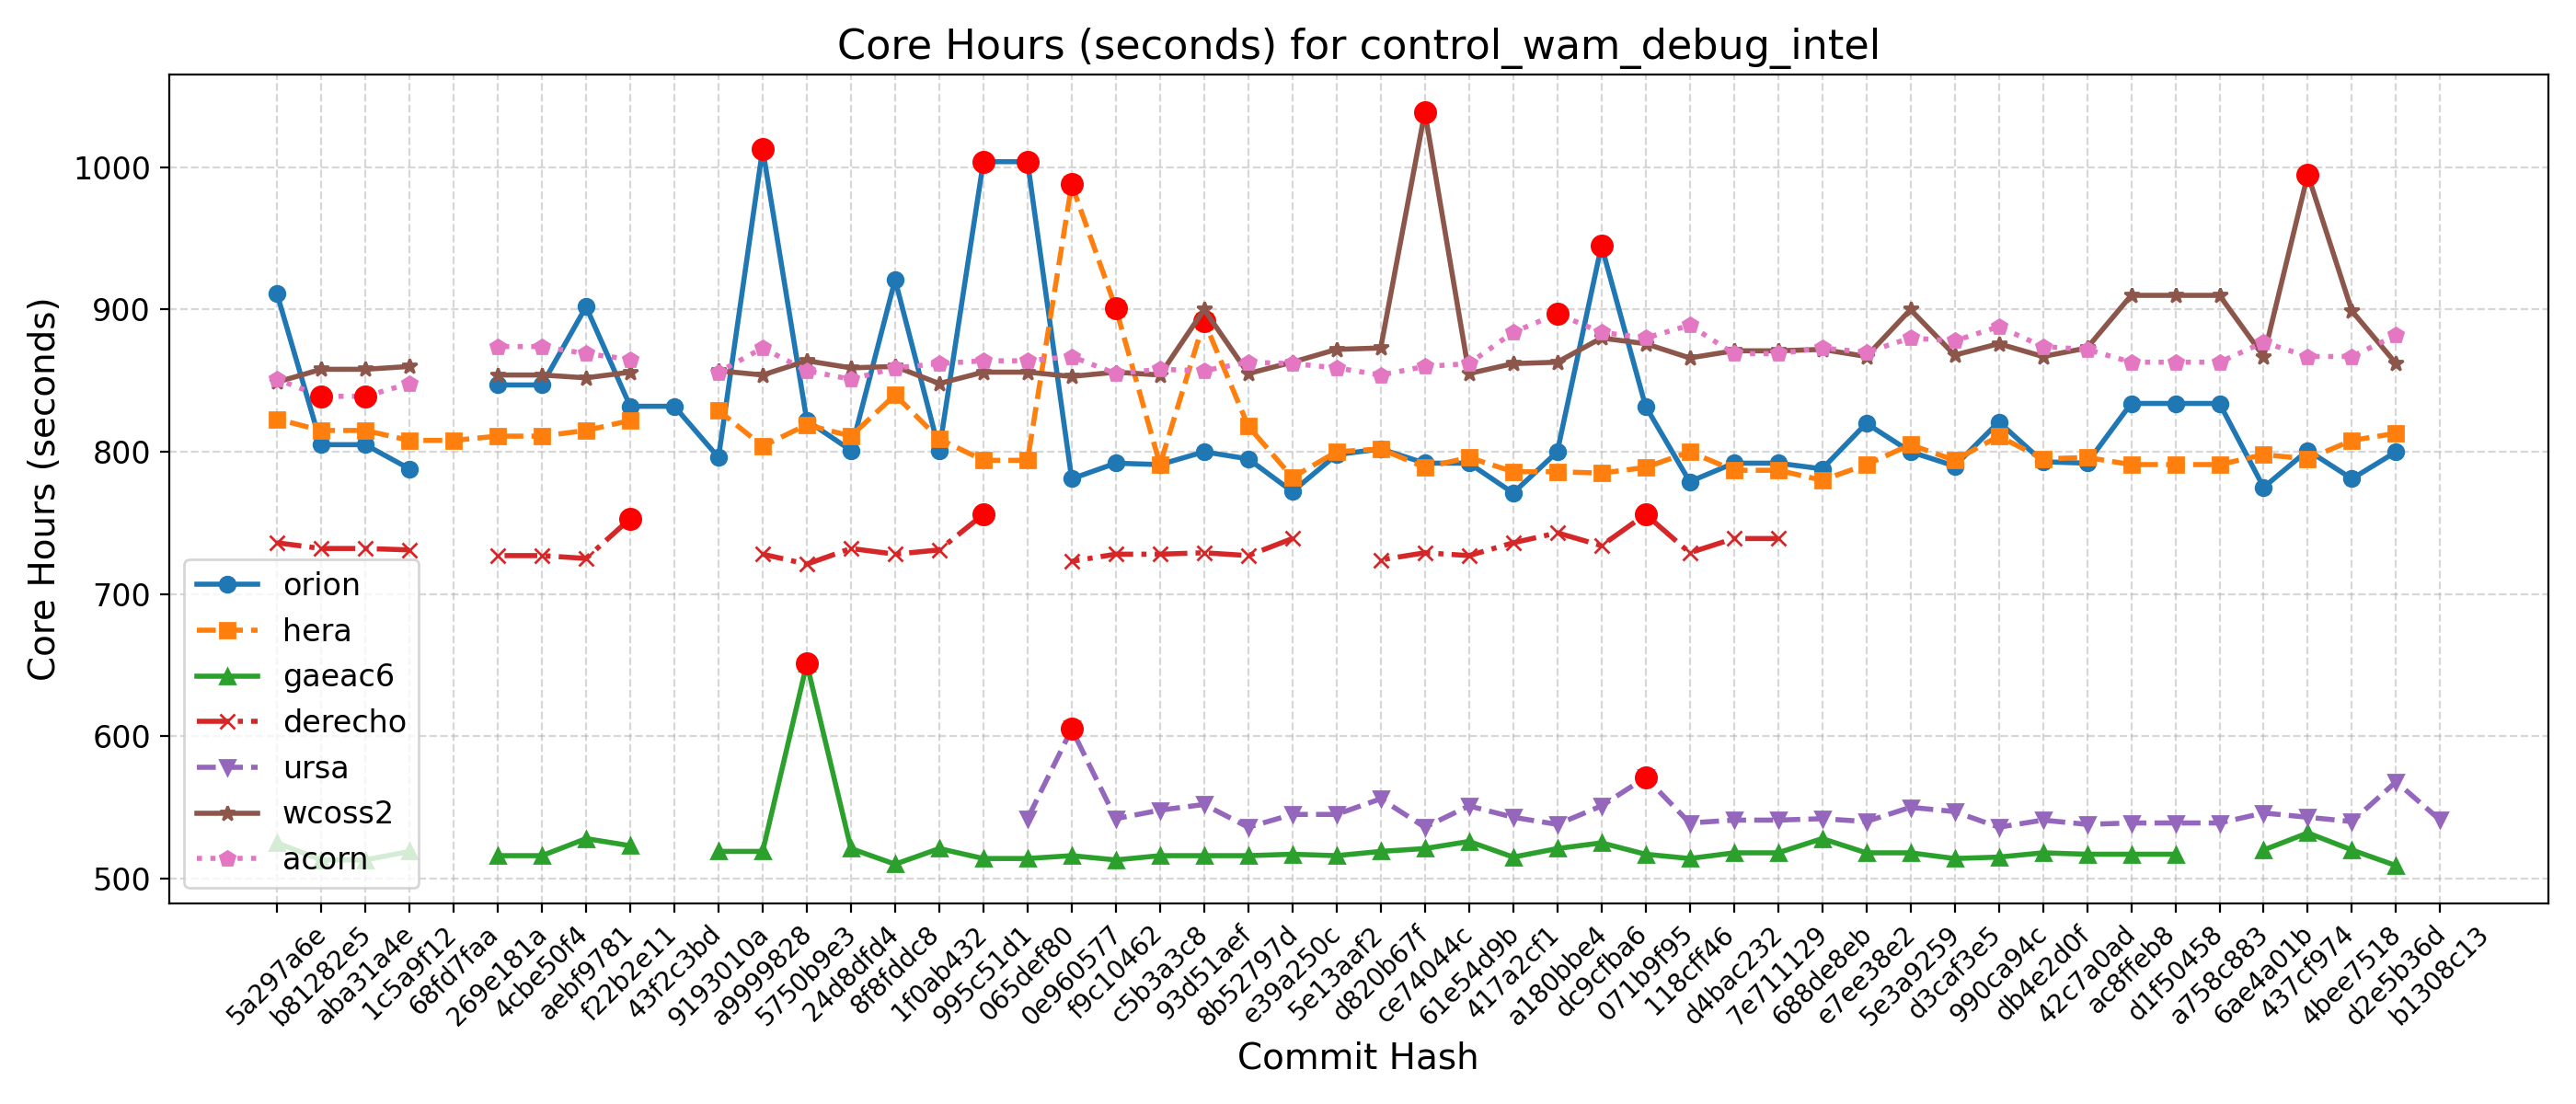 Core Hours (seconds) for control_wam_debug_intel
Core Hours (seconds)
1000
900
800
700
600
500
orion
hera
gaeac6
derecho
ursa
wcoss2
acorn
5a297a6e
b81282e5
aba31a4e
1c5a9f12
68fd7faa
269e181a
4cbe50f4
aebf9781
f22b2e11
43f2c3bd
9193010a
a9999828
5750b9e3
24d8dfd4
8f8fddc8
1f0ab432
995c51d1
065def80
0e960577
f9c10462
c5b3a3c8
93d51aef
8b52797d
e39a250c
5e13aaf2
d820b67f
ce74044c
61e54d9b
417a2cf1
a180bbe4
dc9cfba6
071b9f95
118cff46
d4bac232
7e711129
688dde8eb
e7ee38e2
5e3a9259
d3caf3e5
990ca94c
db4e2d0f
42c7a0ad
ac8ffeb8
d1f50458
a758c883
6ae4a01b
437cf974
4bee7518
d2e5b36d
b1308c13
Commit Hash